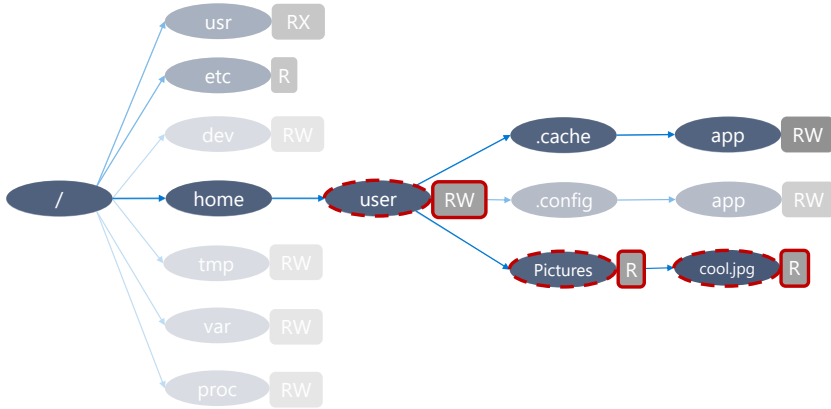 usr RX
etc R
dev RW
/ home user RW
.cache app RW
.config app RW
Pictures R cool.jpg R
tmp RW
var RW
proc RW